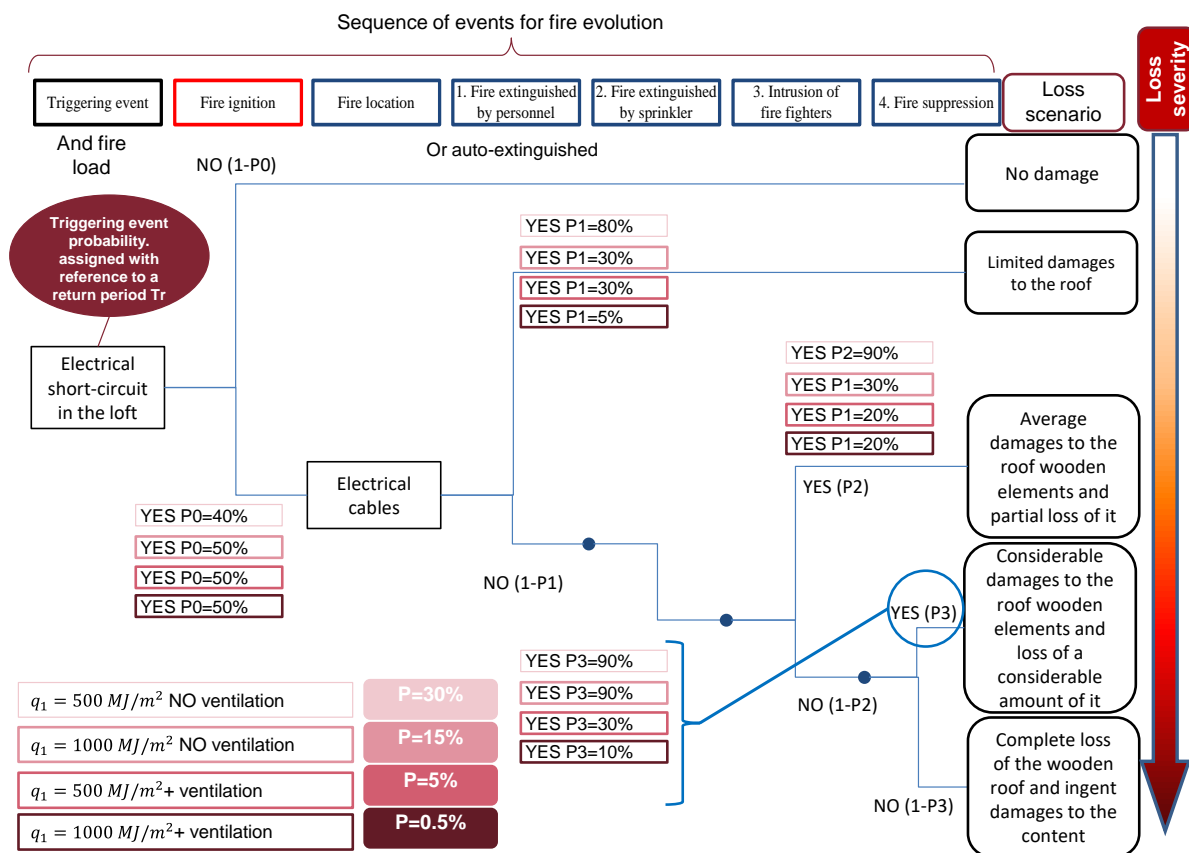 Sequence of events for fire evolution
Loss
severity
Triggering event
Fire ignition
Fire location
1. Fire extinguished
by personnel
2. Fire extinguished
by sprinkler
3. Intrusion of
fire fighters
4. Fire suppression
Loss
scenario
And fire
load
NO (1-P0)
Or auto-extinguished
No damage
Triggering event
probability.
assigned with
reference to a
return period Tr
YES P1=80%
YES P1=30%
YES P1=30%
YES P1=5%
Limited damages
to the roof
Electrical
short-circuit
in the loft
YES P2=90%
YES P1=30%
YES P1=20%
YES P1=20%
Average
damages to the
roof wooden
elements and
partial loss of it
Electrical
cables
YES (P2)
YES P0=40%
YES P0=50%
YES P0=50%
YES P0=50%
NO (1-P1)
Considerable
damages to the
roof wooden
elements and
loss of a
considerable
amount of it
YES (P3)
YES P3=90%
YES P3=90%
YES P3=30%
YES P3=10%
NO (1-P2)
q₁ = 500 MJ/m² NO ventilation
P=30%
q₁ = 1000 MJ/m² NO ventilation
P=15%
q₁ = 500 MJ/m²+ ventilation
P=5%
q₁ = 1000 MJ/m²+ ventilation
P=0.5%
Complete loss
of the wooden
roof and ingent
damages to the
content
NO (1-P3)